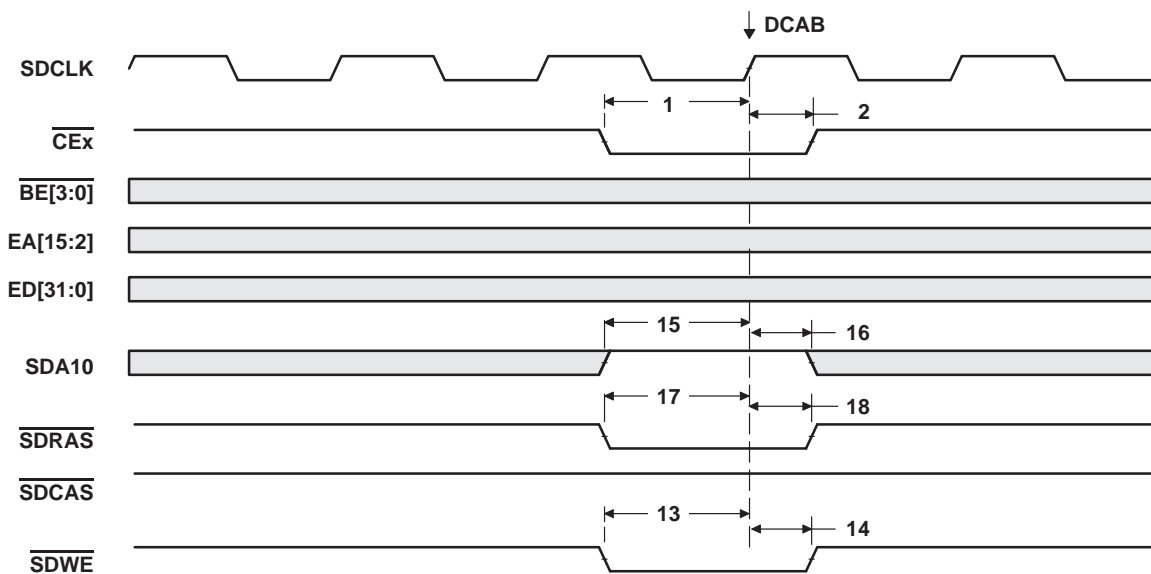 DCAB
SDCLK
1
2
CEx
BE[3:0]
EA[15:2]
ED[31:0]
15
16
SDA10
17
18
SDRAS
SDCAS
13
14
SDWE